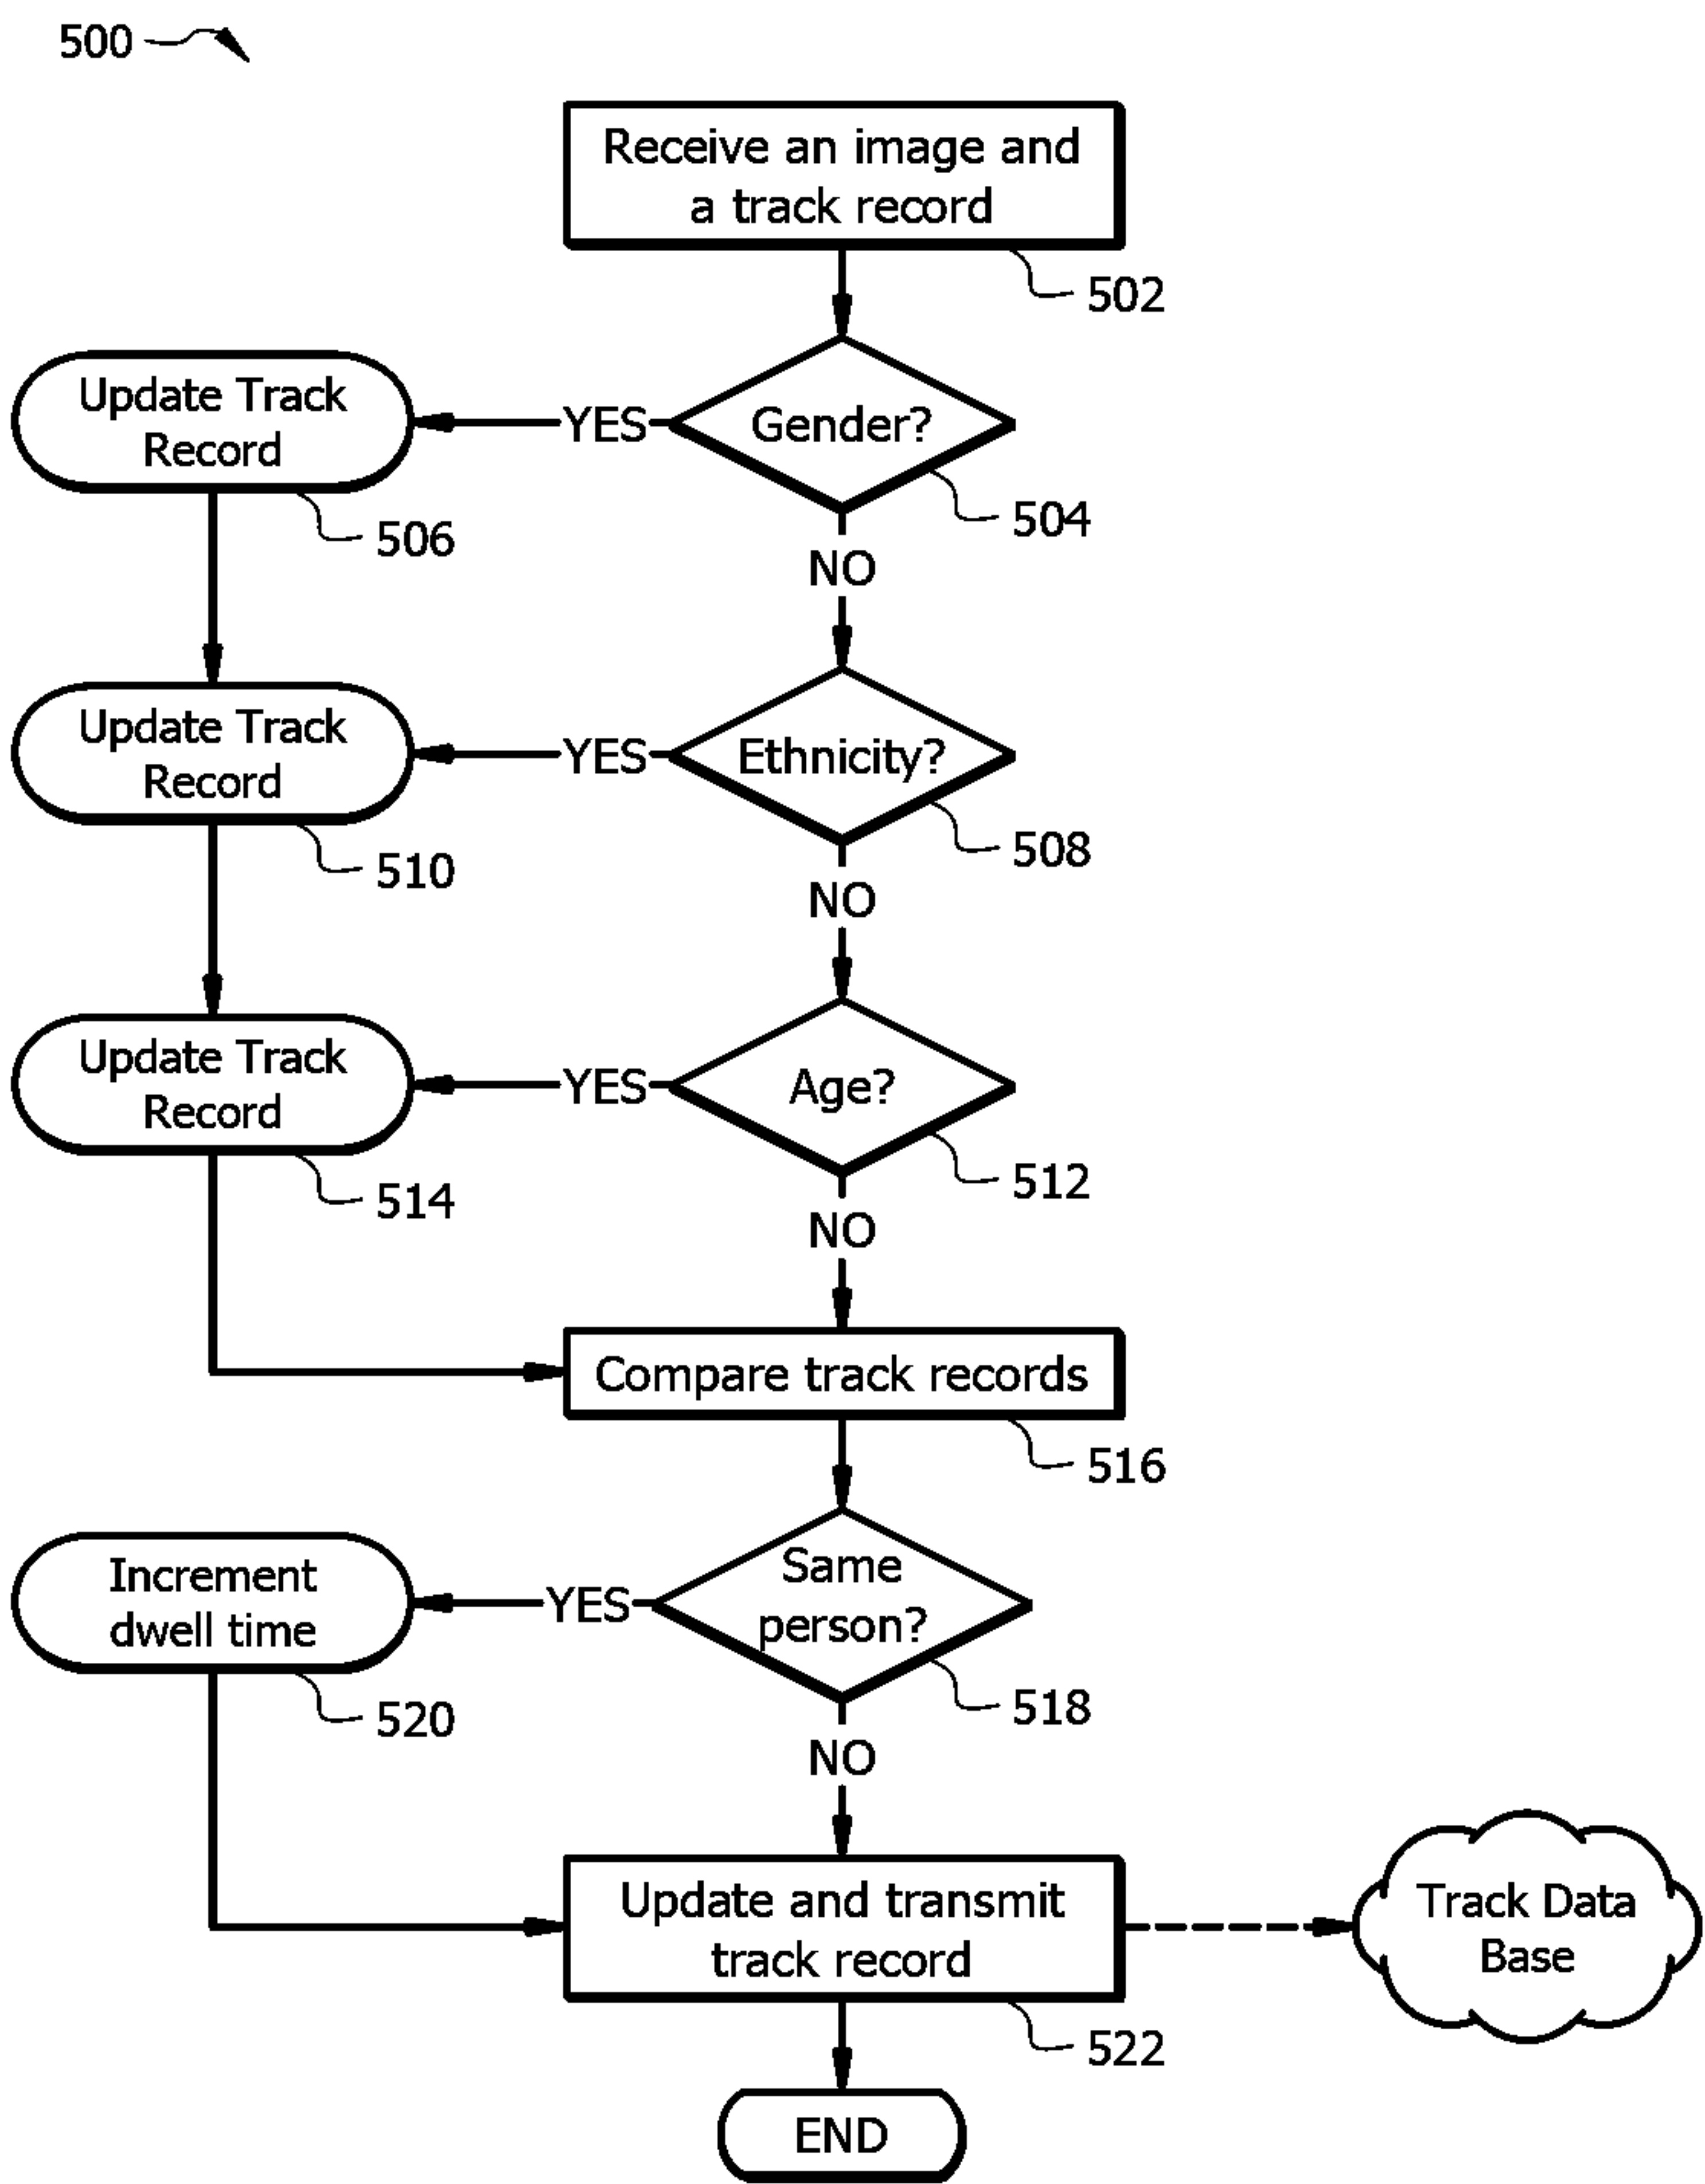 500
Receive an image and
a track record
502
Update Track
Record
YES
Gender?
506
504
NO
Update Track
Record
YES
Ethnicity?
510
508
NO
Update Track
Record
YES
Age?
514
512
NO
Compare track records
516
Increment
dwell time
YES
Same
person?
520
518
NO
Update and transmit
track record
Track Data
Base
522
END